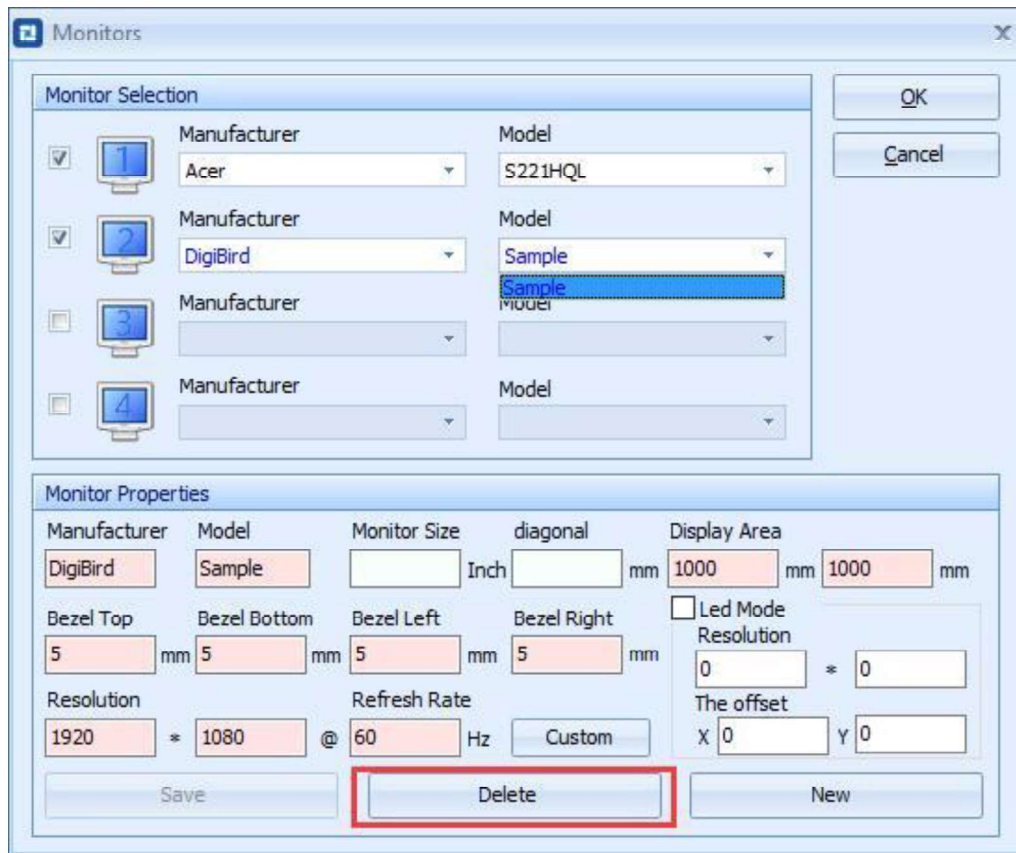 Monitors
Monitor Selection
OK
Cancel
1
Manufacturer Model
Acer S221HQL
2
Manufacturer Model
DigiBird Sample
Sample
3
Manufacturer Model
4
Manufacturer Model
Monitor Properties
Manufacturer Model Monitor Size diagonal Display Area
DigiBird Sample Inch mm 1000 mm 1000 mm
Bezel Top Bezel Bottom Bezel Left Bezel Right Led Mode
5 mm 5 mm 5 mm 5 mm
Resolution
0 * 0
Resolution Refresh Rate The offset
1920 * 1080 @ 60 Hz Custom X 0 Y 0
Save Delete New